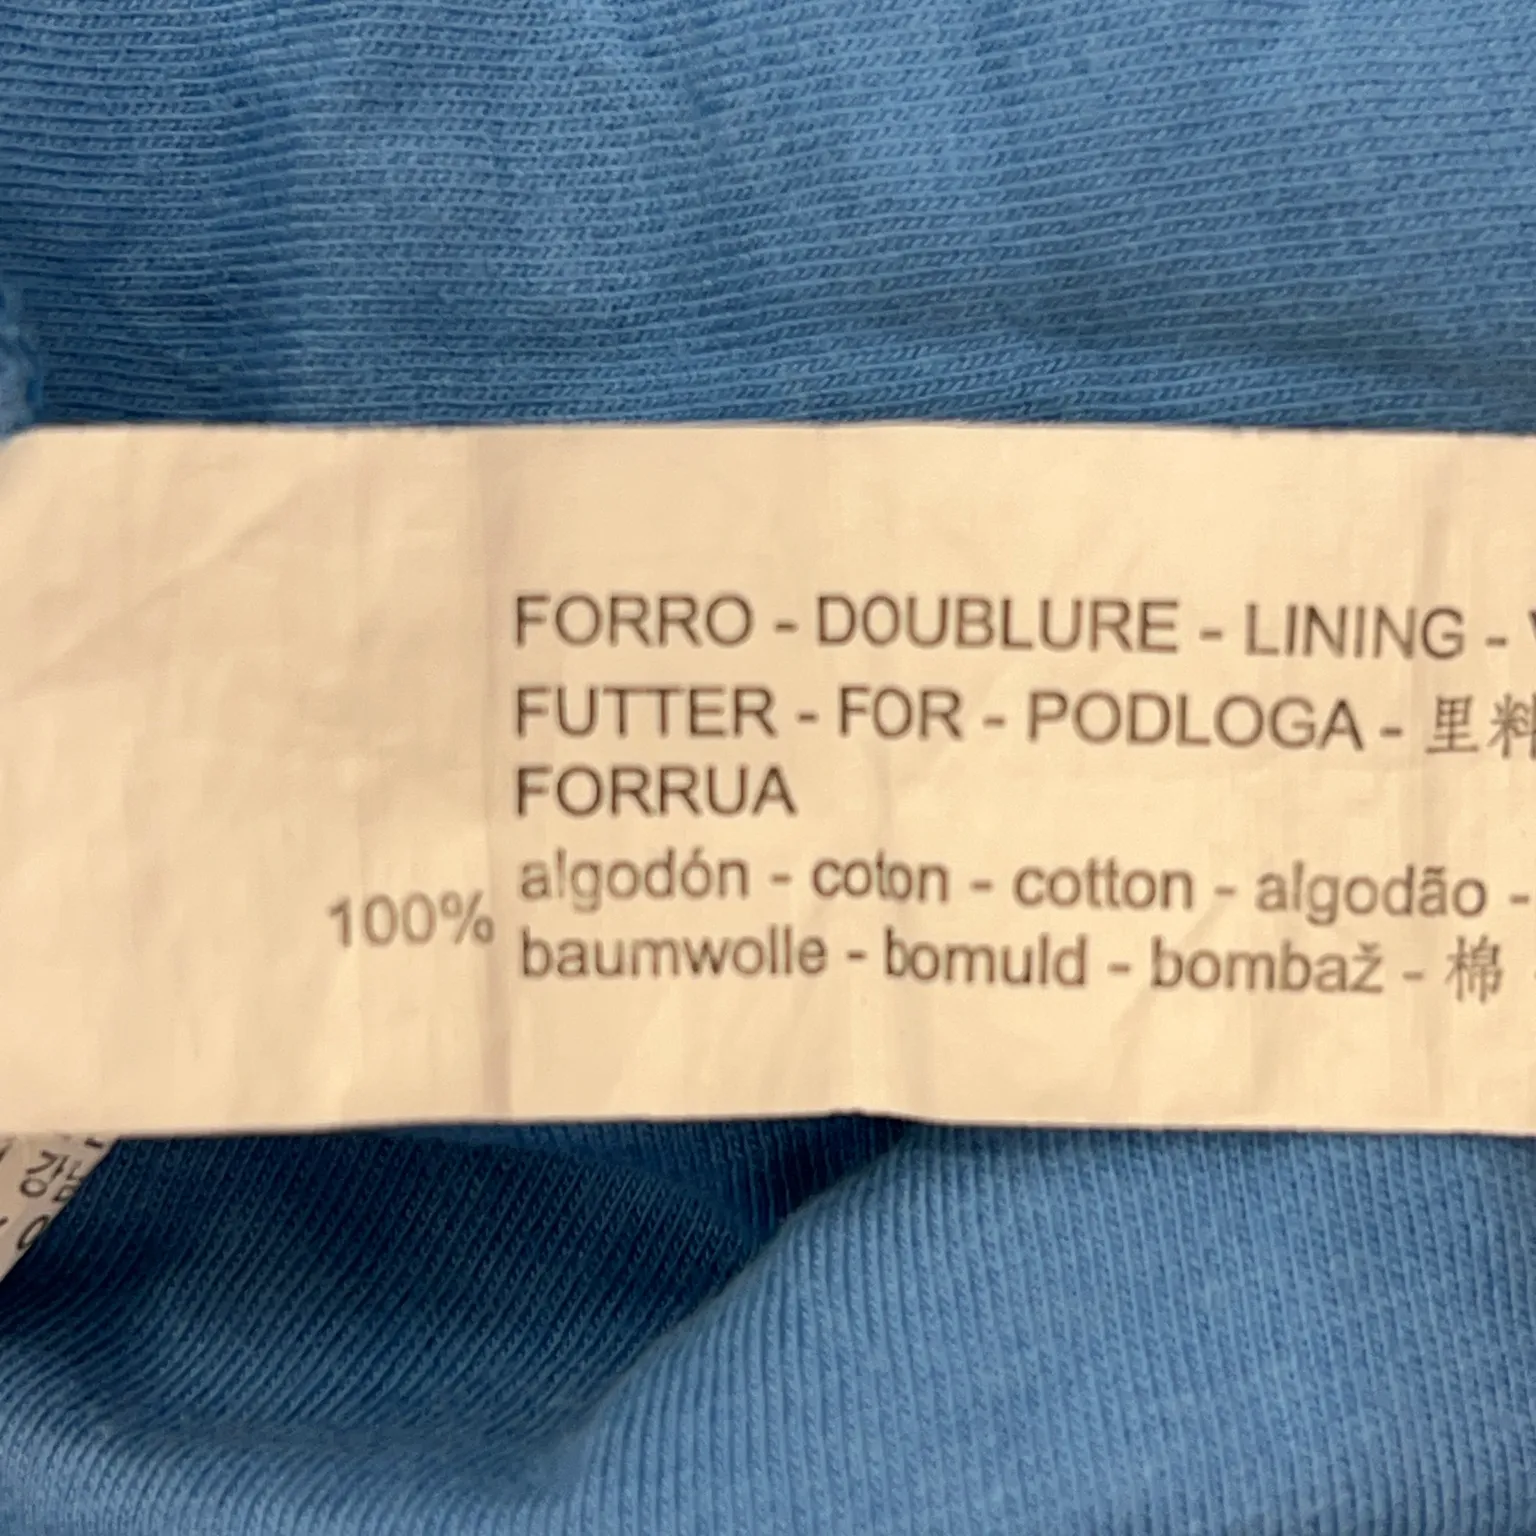 FORRO - DOUBLURE - LINING -
FUTTER - FOR - PODLOGA - 里料
FORRUA
100% algodón - coton - cotton - algodão -
baumwolle - bomuld - bombaž - 棉